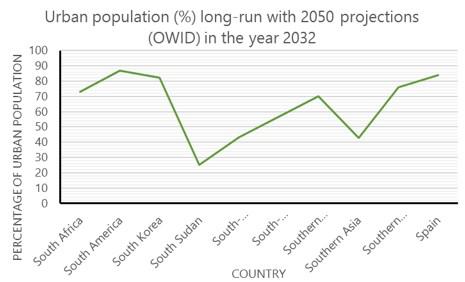 Urban population (%) long-run with 2050 projections
(OWID) in the year 2032
PERCENTAGE OF URBAN POPULATION
100
90
80
70
60
50
40
30
20
10
0
South Africa
South America
South Korea
South Sudan
South-...
South-...
Southern...
Southern Asia
Southern...
Spain
COUNTRY